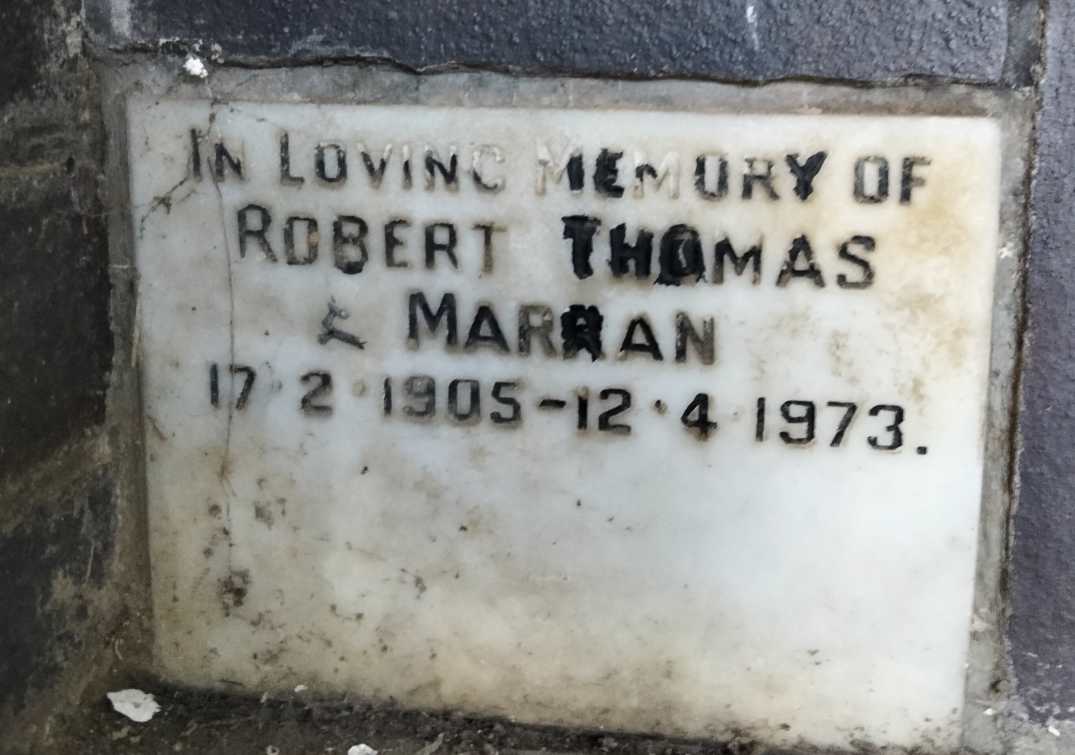 IN LOVING MEMORY OF
ROBERT THOMAS
& MARRAN
17·2·1905-12·4·1973.